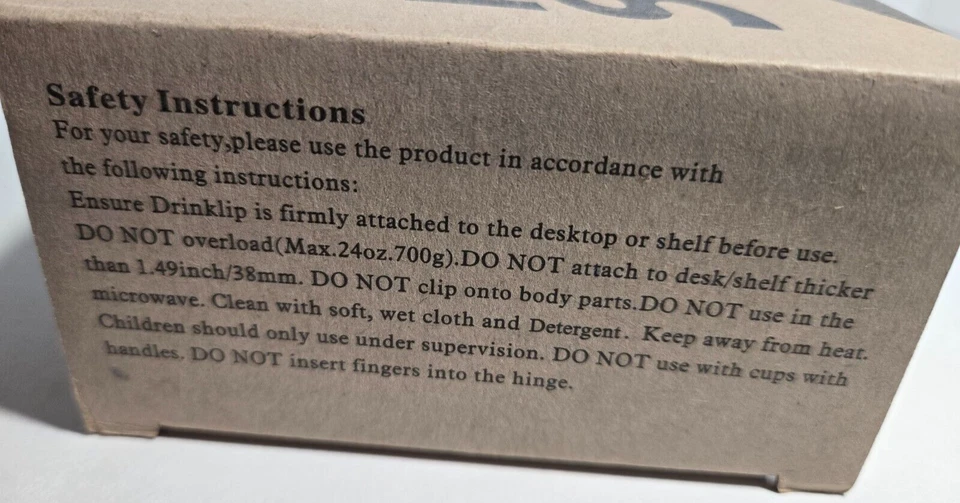 Safety Instructions
For your safety,please use the product in accordance with
the following instructions:
Ensure Drinklip is firmly attached to the desktop or shelf before use.
DO NOT overload(Max.24oz.700g).DO NOT attach to desk/shelf thicker
than 1.49inch/38mm. DO NOT clip onto body parts.DO NOT use in the
microwave. Clean with soft, wet cloth and Detergent. Keep away from heat.
Children should only use under supervision. DO NOT use with cups with
handles. DO NOT insert fingers into the hinge.